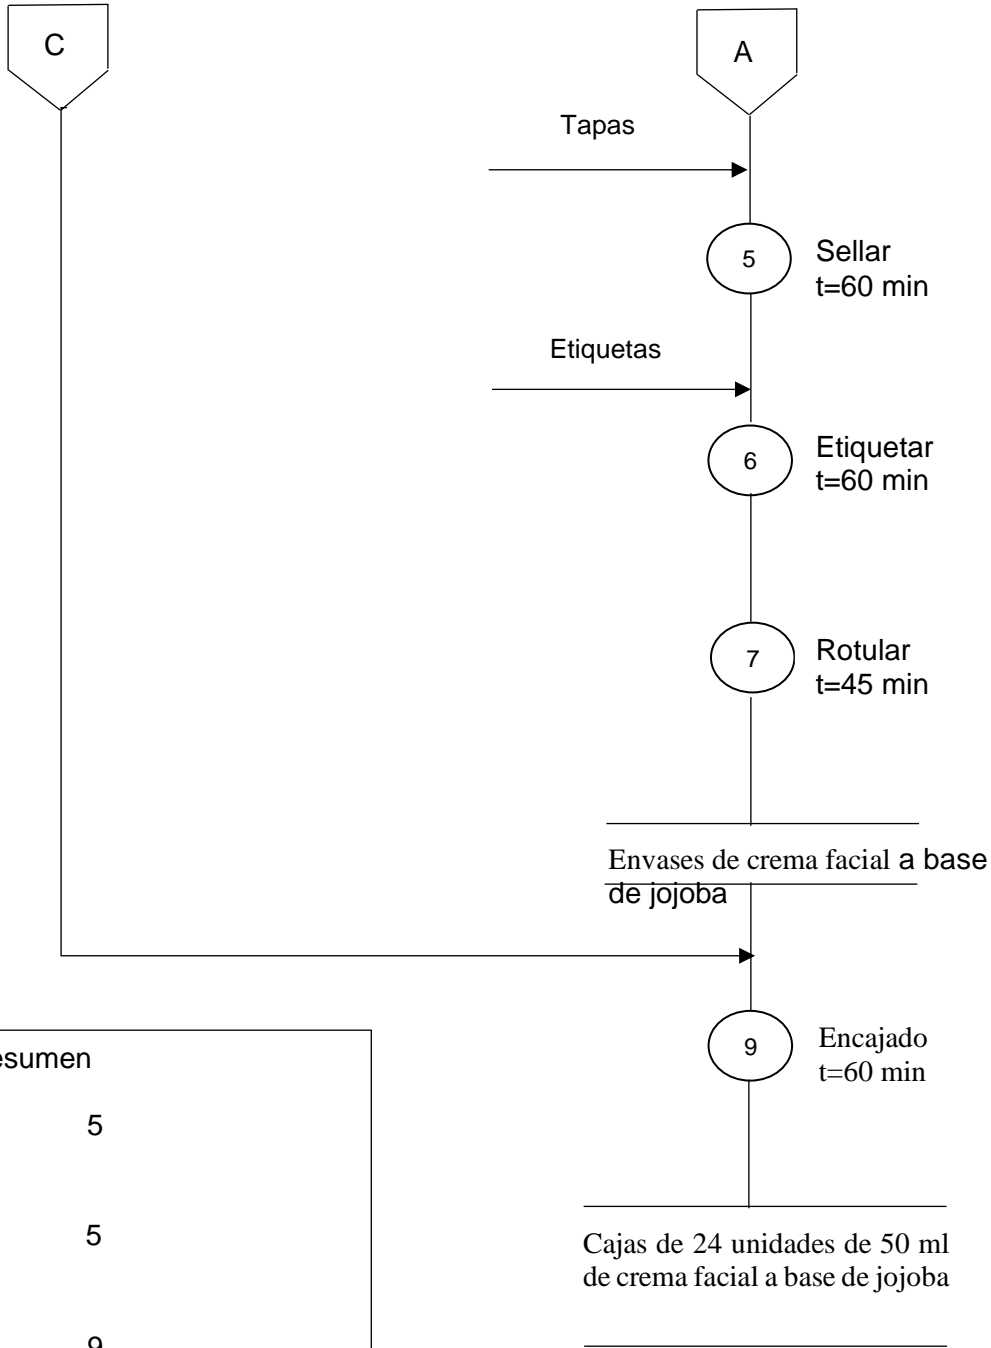 C
A
Tapas
5
Sellar
t=60 min
Etiquetas
6
Etiquetar
t=60 min
7
Rotular
t=45 min
Envases de crema facial a base
de jojoba
9
Encajado
t=60 min
esumen
5
5
9
Cajas de 24 unidades de 50 ml
de crema facial a base de jojoba